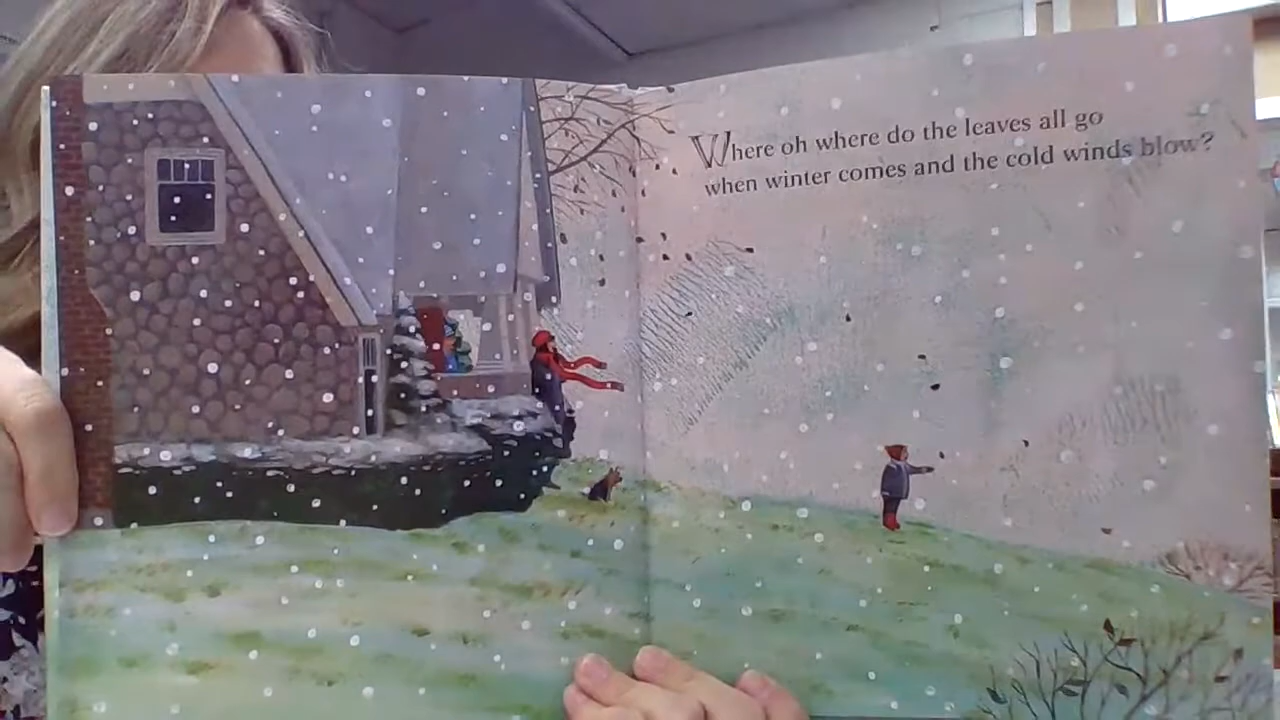 Where oh where do the leaves all go
when winter comes and the cold winds blow?